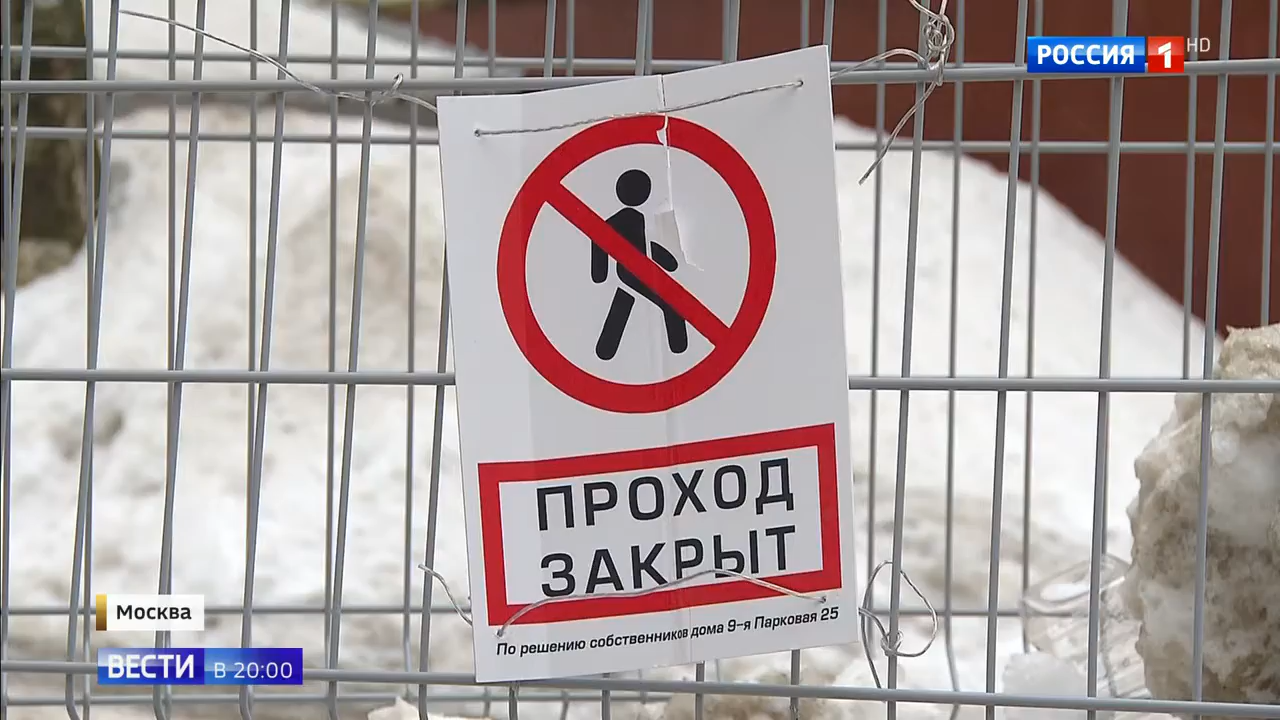 РОССИЯ 1 HD
ПРОХОД
ЗАКРЫТ
По решению собственников дома 9-я Парковая 25
Москва
ВЕСТИ В 20:00